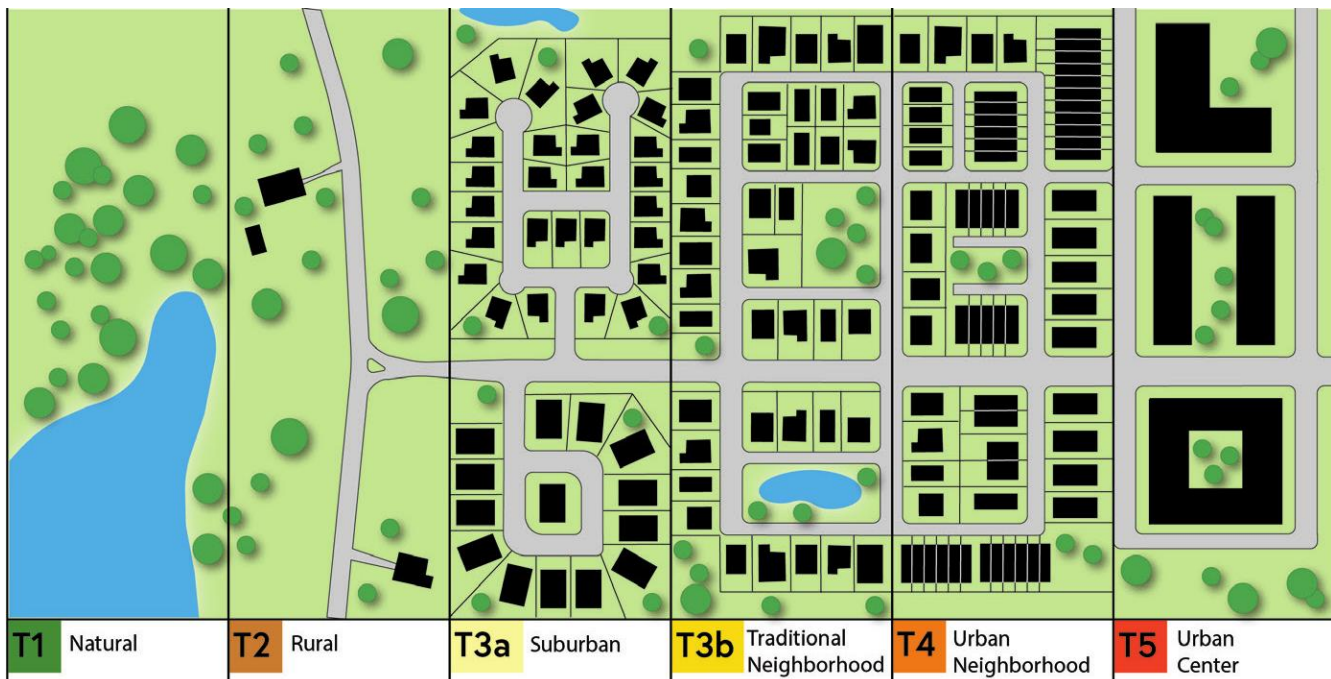 T1 Natural
T2 Rural
T3a Suburban
T3b Traditional
Neighborhood
T4 Urban
Neighborhood
T5 Urban
Center